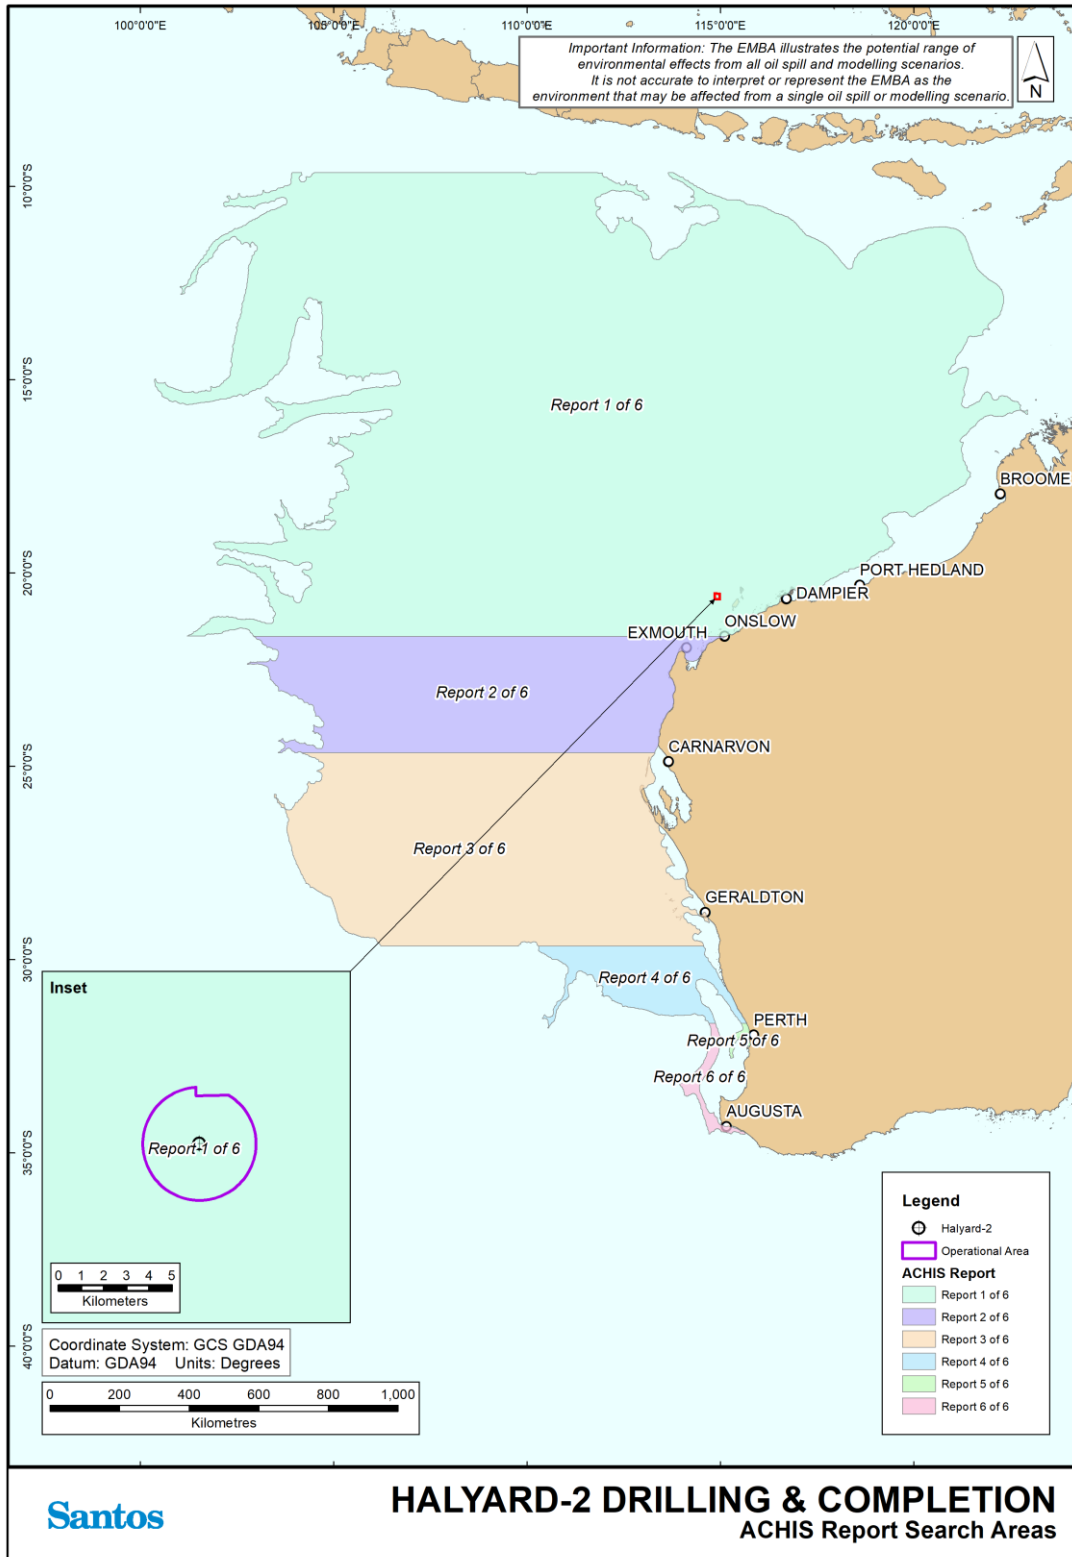 100°0'0"E
105°0'0"E
110°0'0"E
115°0'0"E
120°0'0"E
Important Information: The EMBA illustrates the potential range of
environmental effects from all oil spill and modelling scenarios.
It is not accurate to interpret or represent the EMBA as the
environment that may be affected from a single oil spill or modelling scenario.
N
10°0'0"S
15°0'0"S
20°0'0"S
25°0'0"S
30°0'0"S
35°0'0"S
40°0'0"S
Report 1 of 6
BROOME
PORT HEDLAND
DAMPIER
ONSLOW
EXMOUTH
Report 2 of 6
CARNARVON
Report 3 of 6
GERALDTON
Report 4 of 6
PERTH
Report 5 of 6
Report 6 of 6
AUGUSTA
Inset
Report 1 of 6
0 1 2 3 4 5
Kilometers
Coordinate System: GCS GDA94
Datum: GDA94 Units: Degrees
0 200 400 600 800 1,000
Kilometres
Legend
Halyard-2
Operational Area
ACHIS Report
Report 1 of 6
Report 2 of 6
Report 3 of 6
Report 4 of 6
Report 5 of 6
Report 6 of 6
Santos
HALYARD-2 DRILLING & COMPLETION
ACHIS Report Search Areas